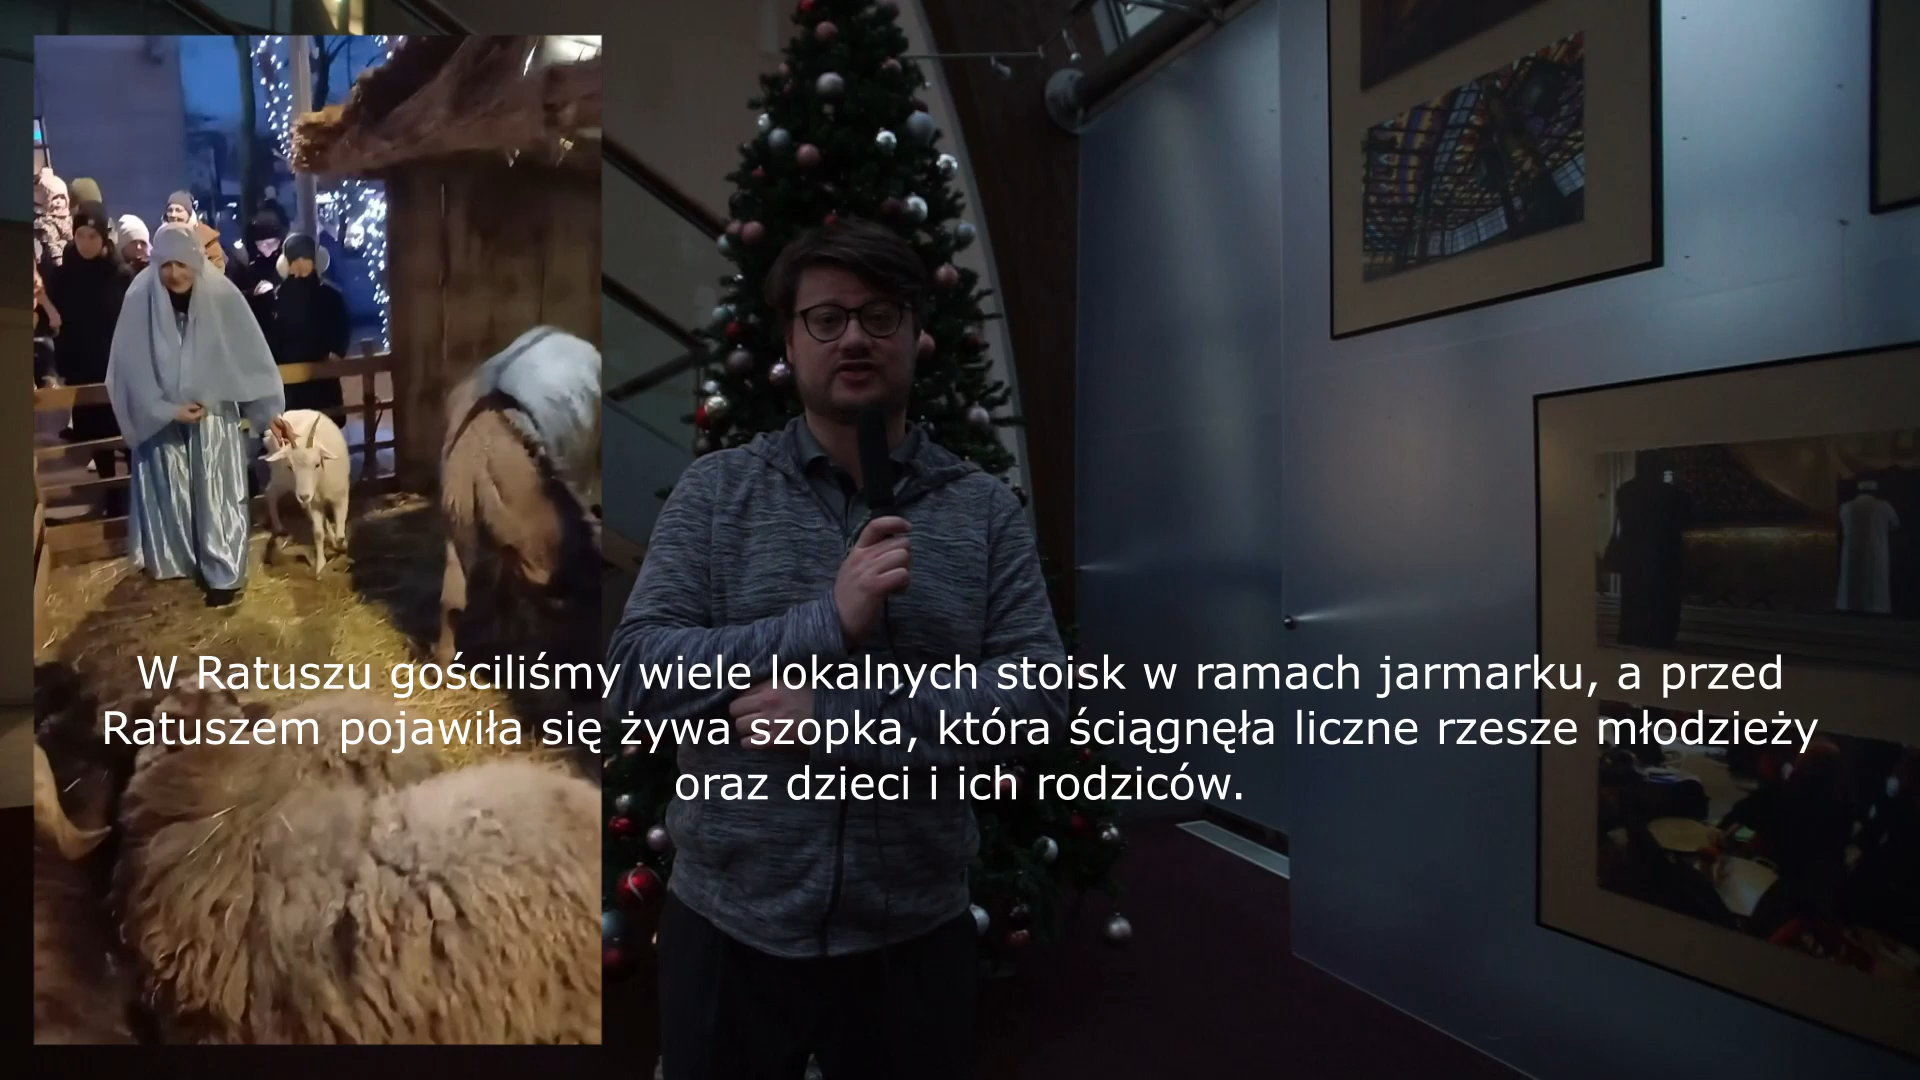 W Ratuszu gościliśmy wiele lokalnych stoisk w ramach jarmarku, a przed
Ratuszem pojawiła się żywa szopka, która ściągnęła liczne rzesze młodzieży
oraz dzieci i ich rodziców.